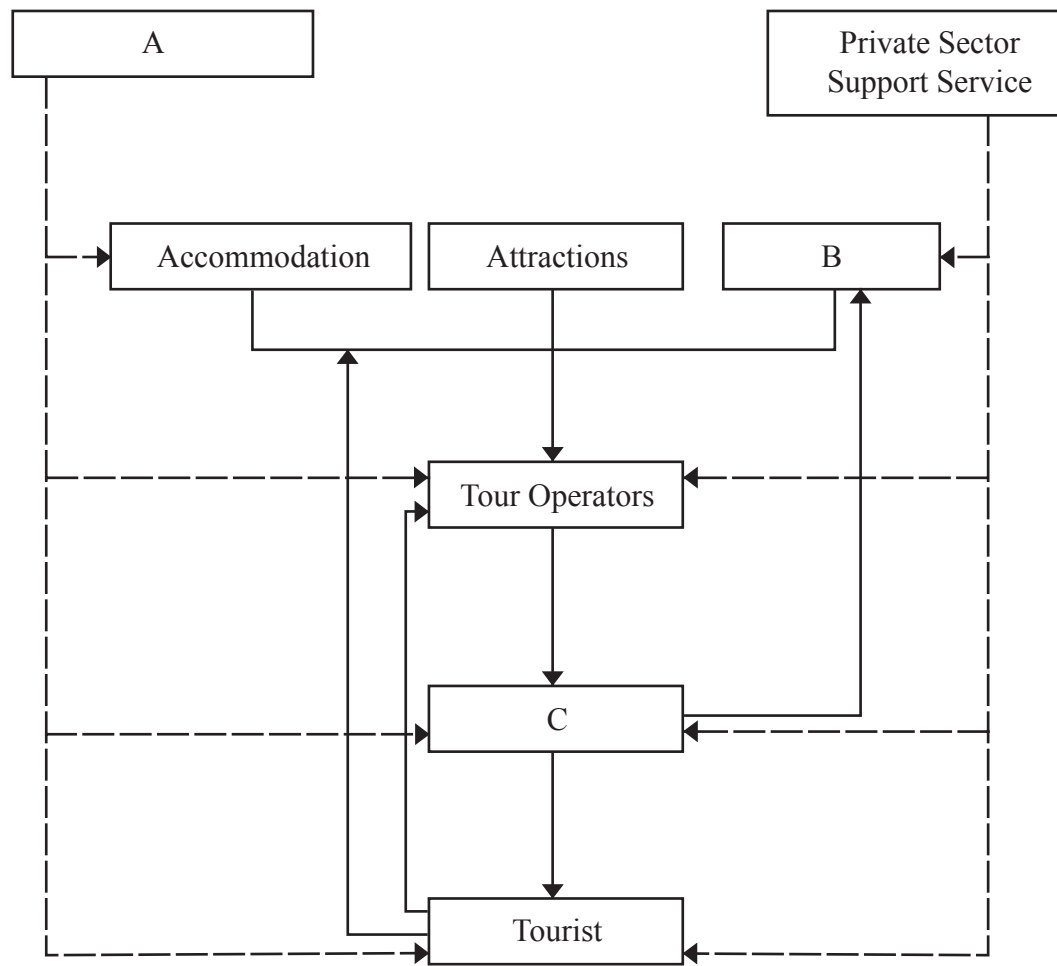 A
Private Sector
Support Service
Accommodation
Attractions
B
Tour Operators
C
Tourist